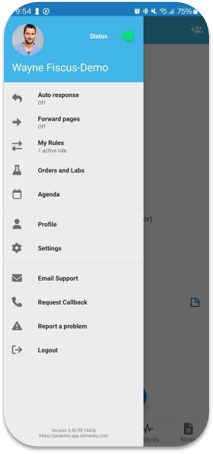 9:54
75%
Status
Wayne Fiscus-Demo
Auto response
Off
Forward pages
Off
My Rules
1 active rule
Orders and Labs
Agenda
Profile
Settings
Email Support
Request Callback
Report a problem
Logout